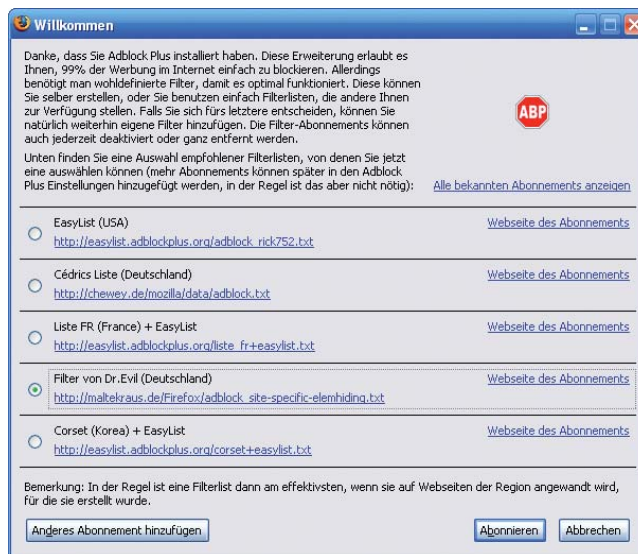 Willkommen
Danke, dass Sie Adblock Plus installiert haben. Diese Erweiterung erlaubt es
Ihnen, 99% der Werbung im Internet einfach zu blockieren. Allerdings
benötigt man wohldefinierte Filter, damit es optimal funktioniert. Diese können
Sie selber erstellen, oder Sie benutzen einfach Filterlisten, die andere Ihnen
zur Verfügung stellen. Falls Sie sich fürs letztere entscheiden, können Sie
natürlich weiterhin eigene Filter hinzufügen. Die Filter-Abonnements können
auch jederzeit deaktiviert oder ganz entfernt werden.
ABP
Unten finden Sie eine Auswahl empfohlener Filterlisten, von denen Sie jetzt
eine auswählen können (mehr Abonnements können später in den Adblock
Plus Einstellungen hinzugefügt werden, in der Regel ist das aber nicht nötig):
Alle bekannten Abonnements anzeigen
EasyList (USA)
Webseite des Abonnements
http://easylist.adblockplus.org/adblock_rick752.txt
Cédrics Liste (Deutschland)
Webseite des Abonnements
http://chewey.de/mozilla/data/adblock.txt
Liste FR (France) + EasyList
Webseite des Abonnements
http://easylist.adblockplus.org/liste_fr+easylist.txt
Filter von Dr.Evil (Deutschland)
Webseite des Abonnements
http://maltekraus.de/Firefox/adblock_site-specific-elemhiding.txt
Corset (Korea) + EasyList
Webseite des Abonnements
http://easylist.adblockplus.org/corset+easylist.txt
Bemerkung: In der Regel ist eine Filterlist dann am effektivsten, wenn sie auf Webseiten der Region angewandt wird,
für die sie erstellt wurde.
Anderes Abonnement hinzufügen
Abonnieren
Abbrechen